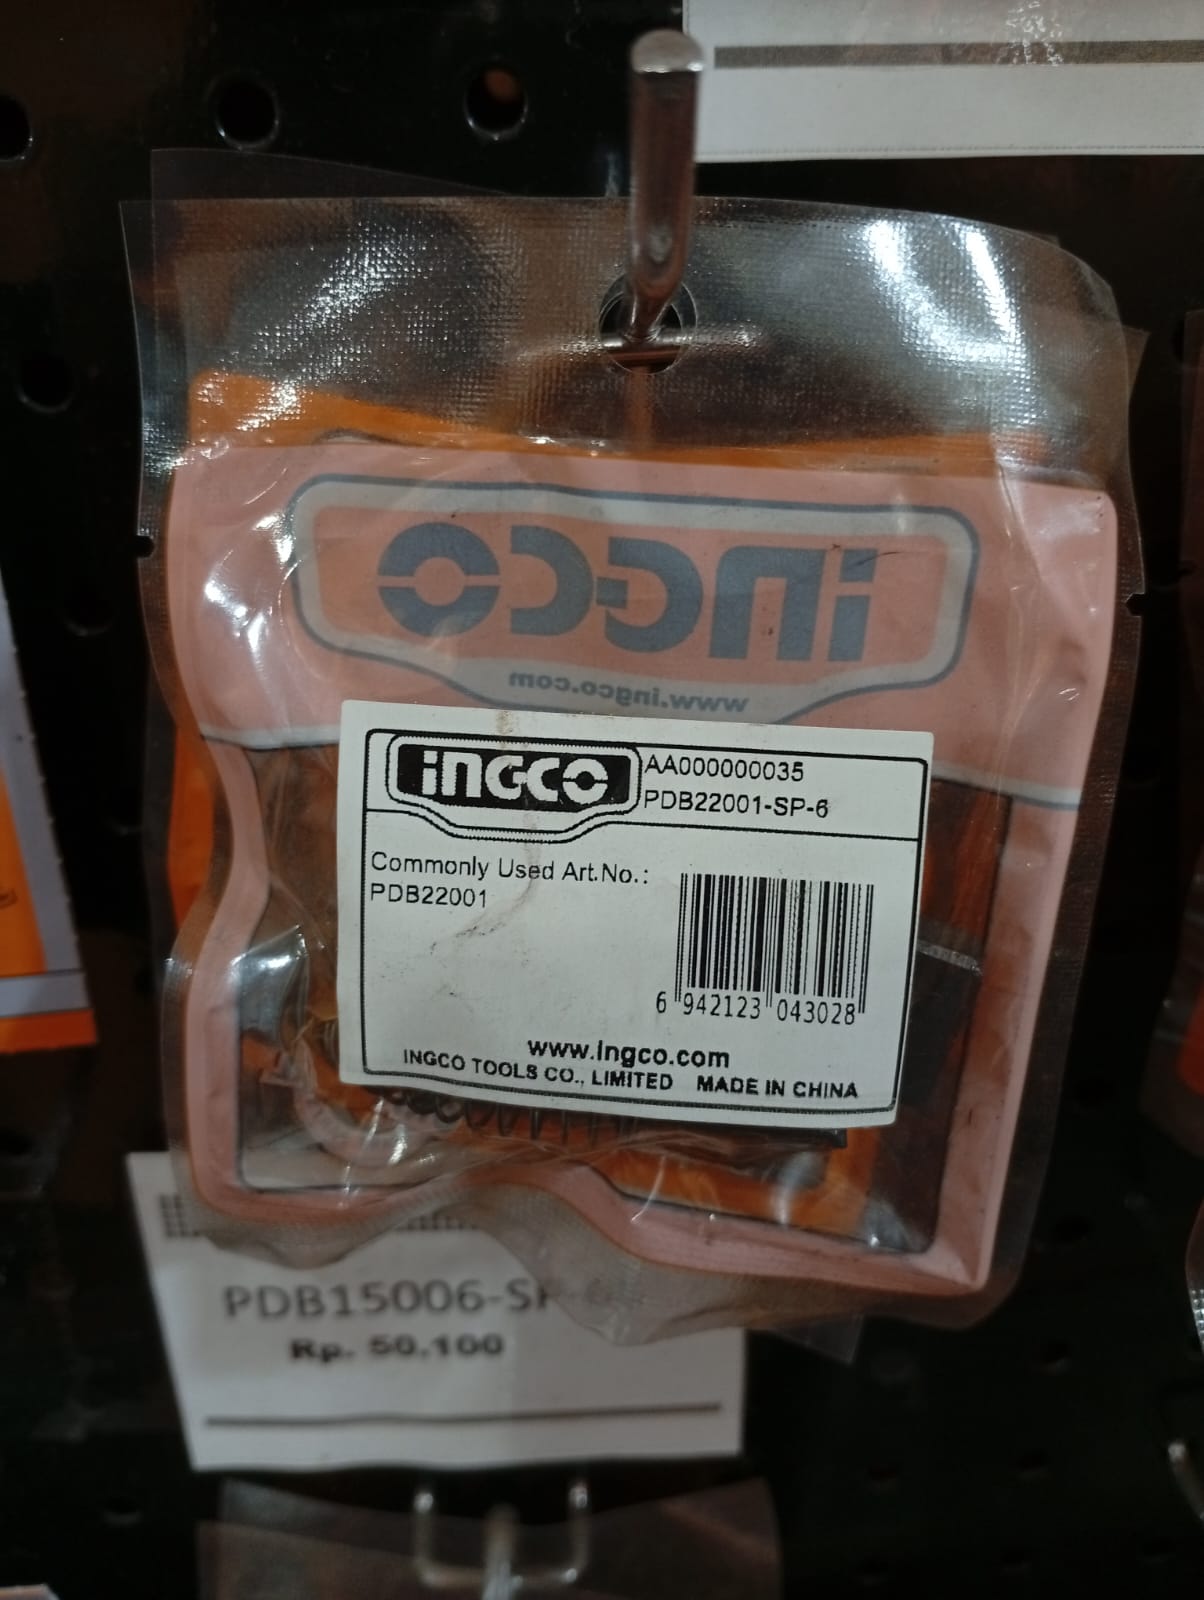 ingco
www.ingco.com
ingco
AA000000035
PDB22001-SP-6
Commonly Used Art.No.:
PDB22001
6 942123 043028
www.ingco.com
INGCO TOOLS CO., LIMITED MADE IN CHINA
PDB15006-SP
Rp. 50.100